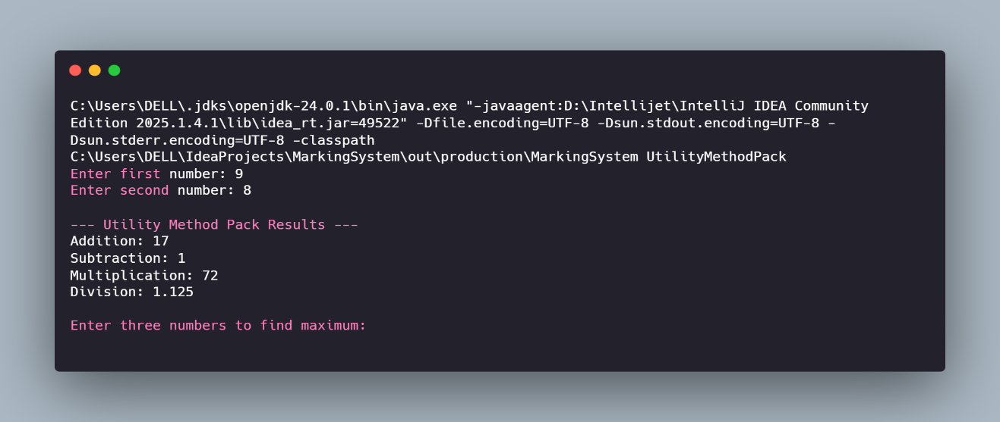 C:\Users\DELL\.jdks\openjdk-24.0.1\bin\java.exe "-javaagent:D:\Intellijet\IntelliJ IDEA Community
Edition 2025.1.4.1\lib\idea_rt.jar=49522" -Dfile.encoding=UTF-8 -Dsun.stdout.encoding=UTF-8 -
Dsun.stderr.encoding=UTF-8 -classpath
C:\Users\DELL\IdeaProjects\MarkingSystem\out\production\MarkingSystem UtilityMethodPack
Enter first number: 9
Enter second number: 8
--- Utility Method Pack Results ---
Addition: 17
Subtraction: 1
Multiplication: 72
Division: 1.125
Enter three numbers to find maximum: